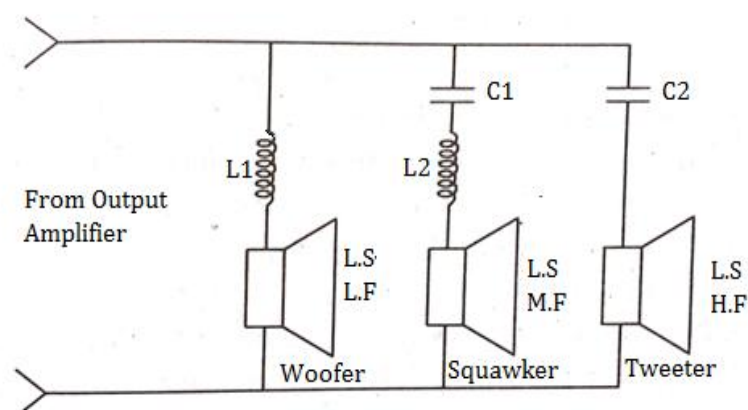 C1
C2
L1
L2
From Output
Amplifier
L.S
L.F
L.S
M.F
L.S
H.F
Woofer
Squawker
Tweeter